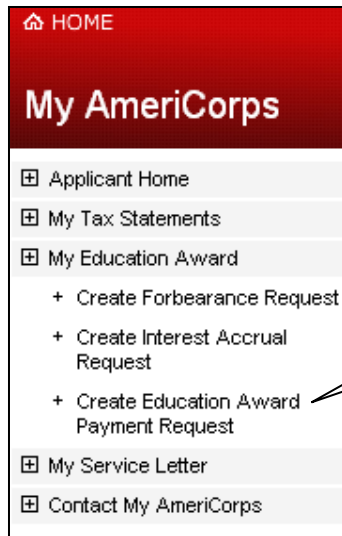 HOME
My AmeriCorps
Applicant Home
My Tax Statements
My Education Award
+ Create Forbearance Request
+ Create Interest Accrual
Request
+ Create Education Award
Payment Request
My Service Letter
Contact My AmeriCorps